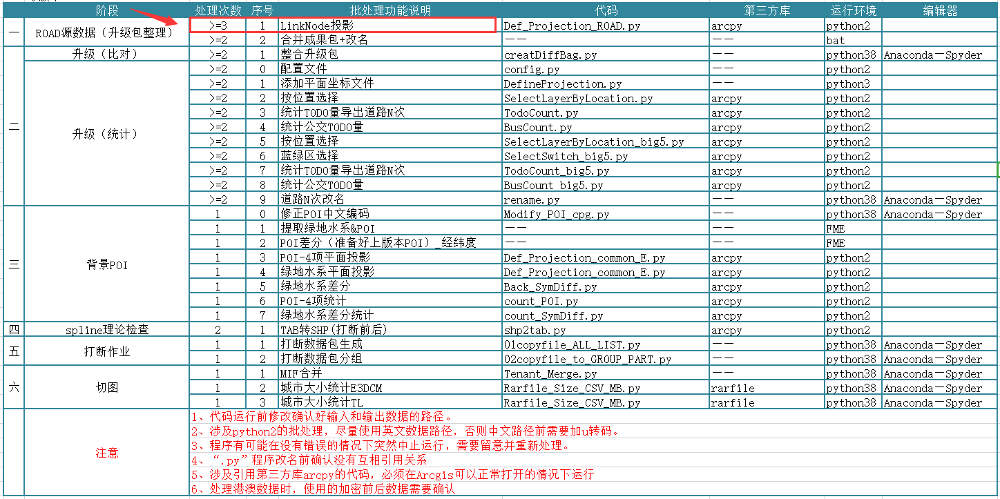 阶段 处理次数 序号 批处理功能说明 代码 第三方库 运行环境 编辑器
一 ROAD源数据（升级包整理） >=3 1 LinkNode投影 Def_Projection_ROAD.py arcpy python2
>=2 2 合并成果包+改名 —— —— bat
二 升级（比对） >=2 1 整合升级包 creatDiffBag.py —— python38 Anaconda—Spyder
升级（统计） >=2 0 配置文件 config.py —— python2
>=2 1 添加平面坐标文件 DefineProjection.py —— python3
>=2 2 按位置选择 SelectLayerByLocation.py arcpy python2
>=2 3 统计TODO量导出道路N次 TodoCount.py arcpy python2
>=2 4 统计公交TODO量 BusCount.py arcpy python2
>=2 5 按位置选择 SelectLayerByLocation_big5.py arcpy python2
>=2 6 蓝绿区选择 SelectSwitch_big5.py arcpy python2
>=2 7 统计TODO量导出道路N次 TodoCount_big5.py arcpy python2
>=2 8 统计公交TODO量 BusCount big5.py arcpy python2
>=2 9 道路N次改名 rename.py —— python38 Anaconda—Spyder
三 背景POI 1 0 修正POI中文编码 Modify_POI_cpg.py —— python38 Anaconda—Spyder
1 1 提取绿地水系&POI —— —— FME
1 2 POI差分（准备好上版本POI）_经纬度 —— —— FME
1 3 POI-4项平面投影 Def_Projection_common_E.py arcpy python2
1 4 绿地水系平面投影 Def_Projection_common_E.py arcpy python2
1 5 绿地水系差分 Back_SymDiff.py arcpy python2
1 6 POI-4项统计 count_POI.py arcpy python2
1 7 绿地水系差分统计 count_SymDiff.py arcpy python2
四 spline理论检查 2 1 TAB转SHP(打断前后) shp2tab.py arcpy python2
五 打断作业 1 1 打断数据包生成 01copyfile_ALL_LIST.py —— python38 Anaconda—Spyder
1 2 打断数据包分组 02copyfile_to_GROUP_PART.py —— python38 Anaconda—Spyder
六 切图 1 1 MIF合并 Tenant_Merge.py —— python38 Anaconda—Spyder
1 2 城市大小统计E3DCM Rarfile_Size_CSV_MB.py rarfile python38 Anaconda—Spyder
1 3 城市大小统计TL Rarfile_Size_CSV_MB.py rarfile python38 Anaconda—Spyder
注意 1、代码运行前修改确认好输入和输出数据的路径。
2、涉及python2的批处理，尽量使用英文数据路径，否则中文路径前需要加u转码。
3、程序有可能在没有错误的情况下突然中止运行，需要留意并重新处理。
4、“.py”程序改名前确认没有互相引用关系
5、涉及引用第三方库arcpy的代码，必须在Arcgis可以正常打开的情况下运行
6、处理港澳数据时，使用的加密前后数据需要确认